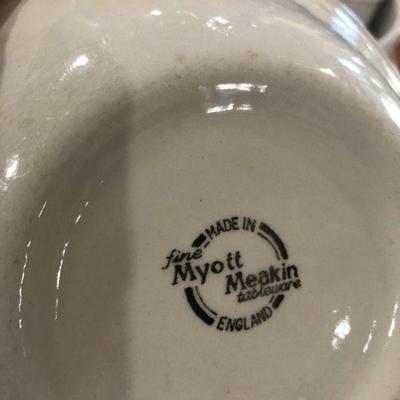 MADE IN
fine
Myott
Meakin
tableware
ENGLAND